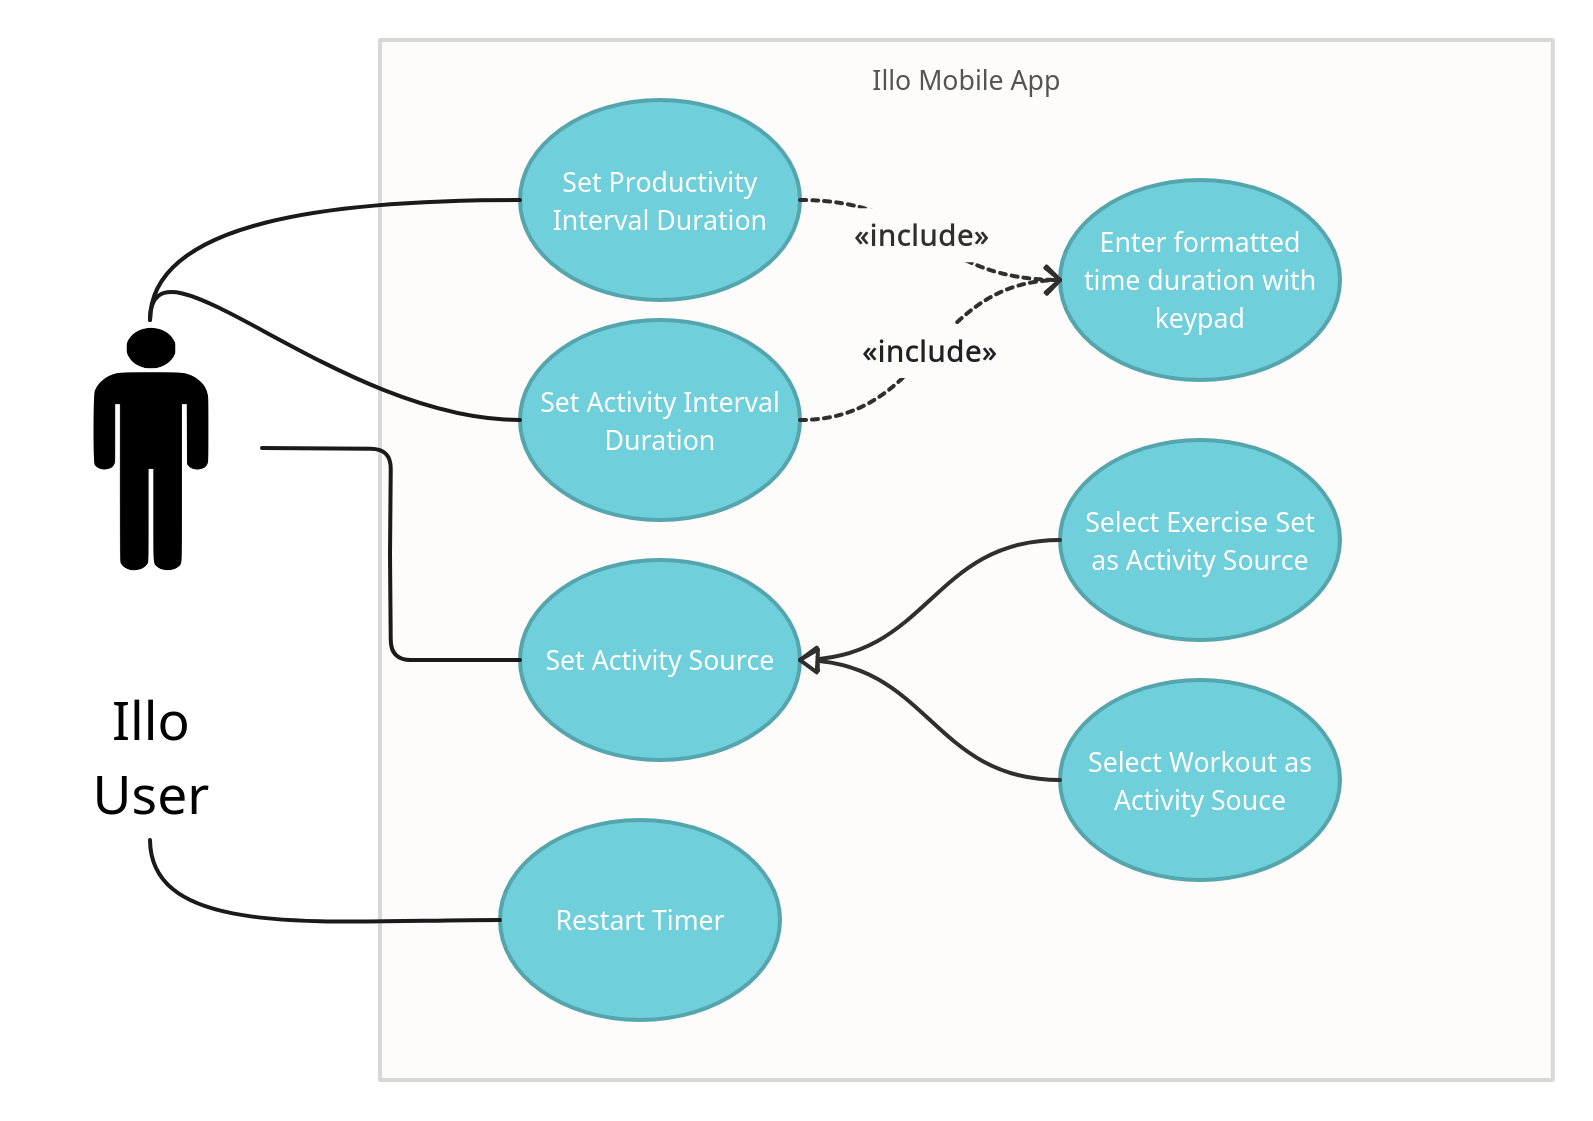 Illo Mobile App
Set Productivity
Interval Duration
«include»
Enter formatted
time duration with
keypad
«include»
Set Activity Interval
Duration
Select Exercise Set
as Activity Source
Set Activity Source
Illo
User
Select Workout as
Activity Souce
Restart Timer